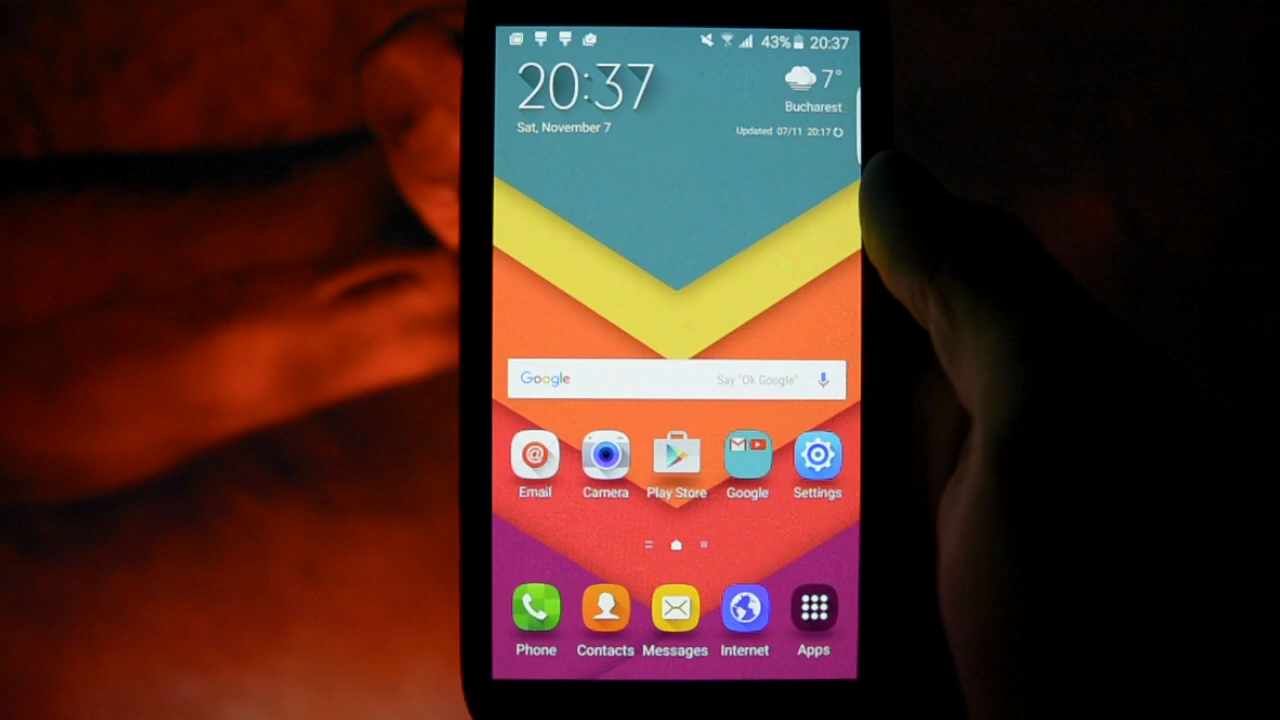 43% 20:37
20:37
7°
Bucharest
Sat, November 7
Updated 07/11 20:17
Google
Say "Ok Google"
@
Email
Camera
Play Store
Google
Settings
Phone
Contacts
Messages
Internet
Apps